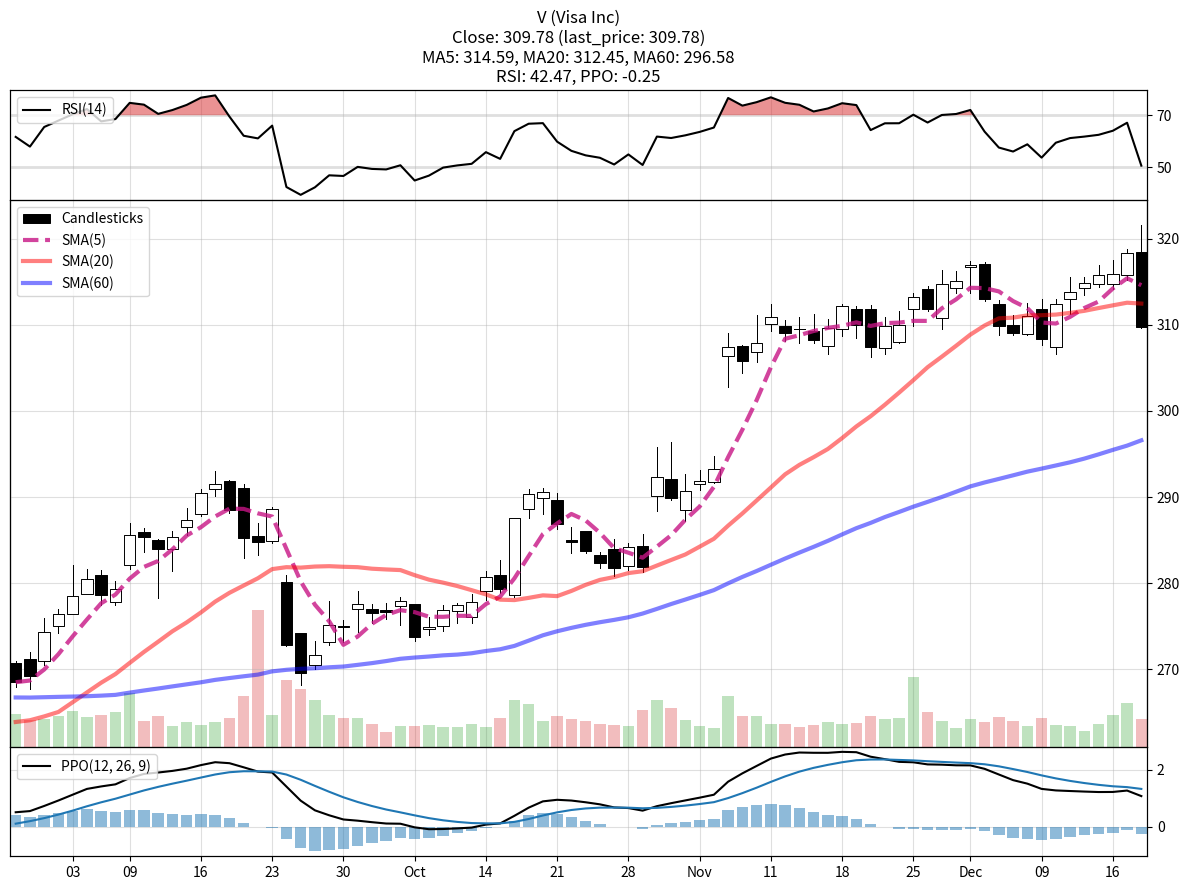 V (Visa Inc)
Close: 309.78 (last_price: 309.78)
MA5: 314.59, MA20: 312.45, MA60: 296.58
RSI: 42.47, PPO: -0.25
RSI(14)
70
50
Candlesticks
SMA(5)
SMA(20)
SMA(60)
320
310
300
290
280
270
PPO(12, 26, 9)
2
0
03 09 16 23 30 Oct 14 21 28 Nov 11 18 25 Dec 09 16